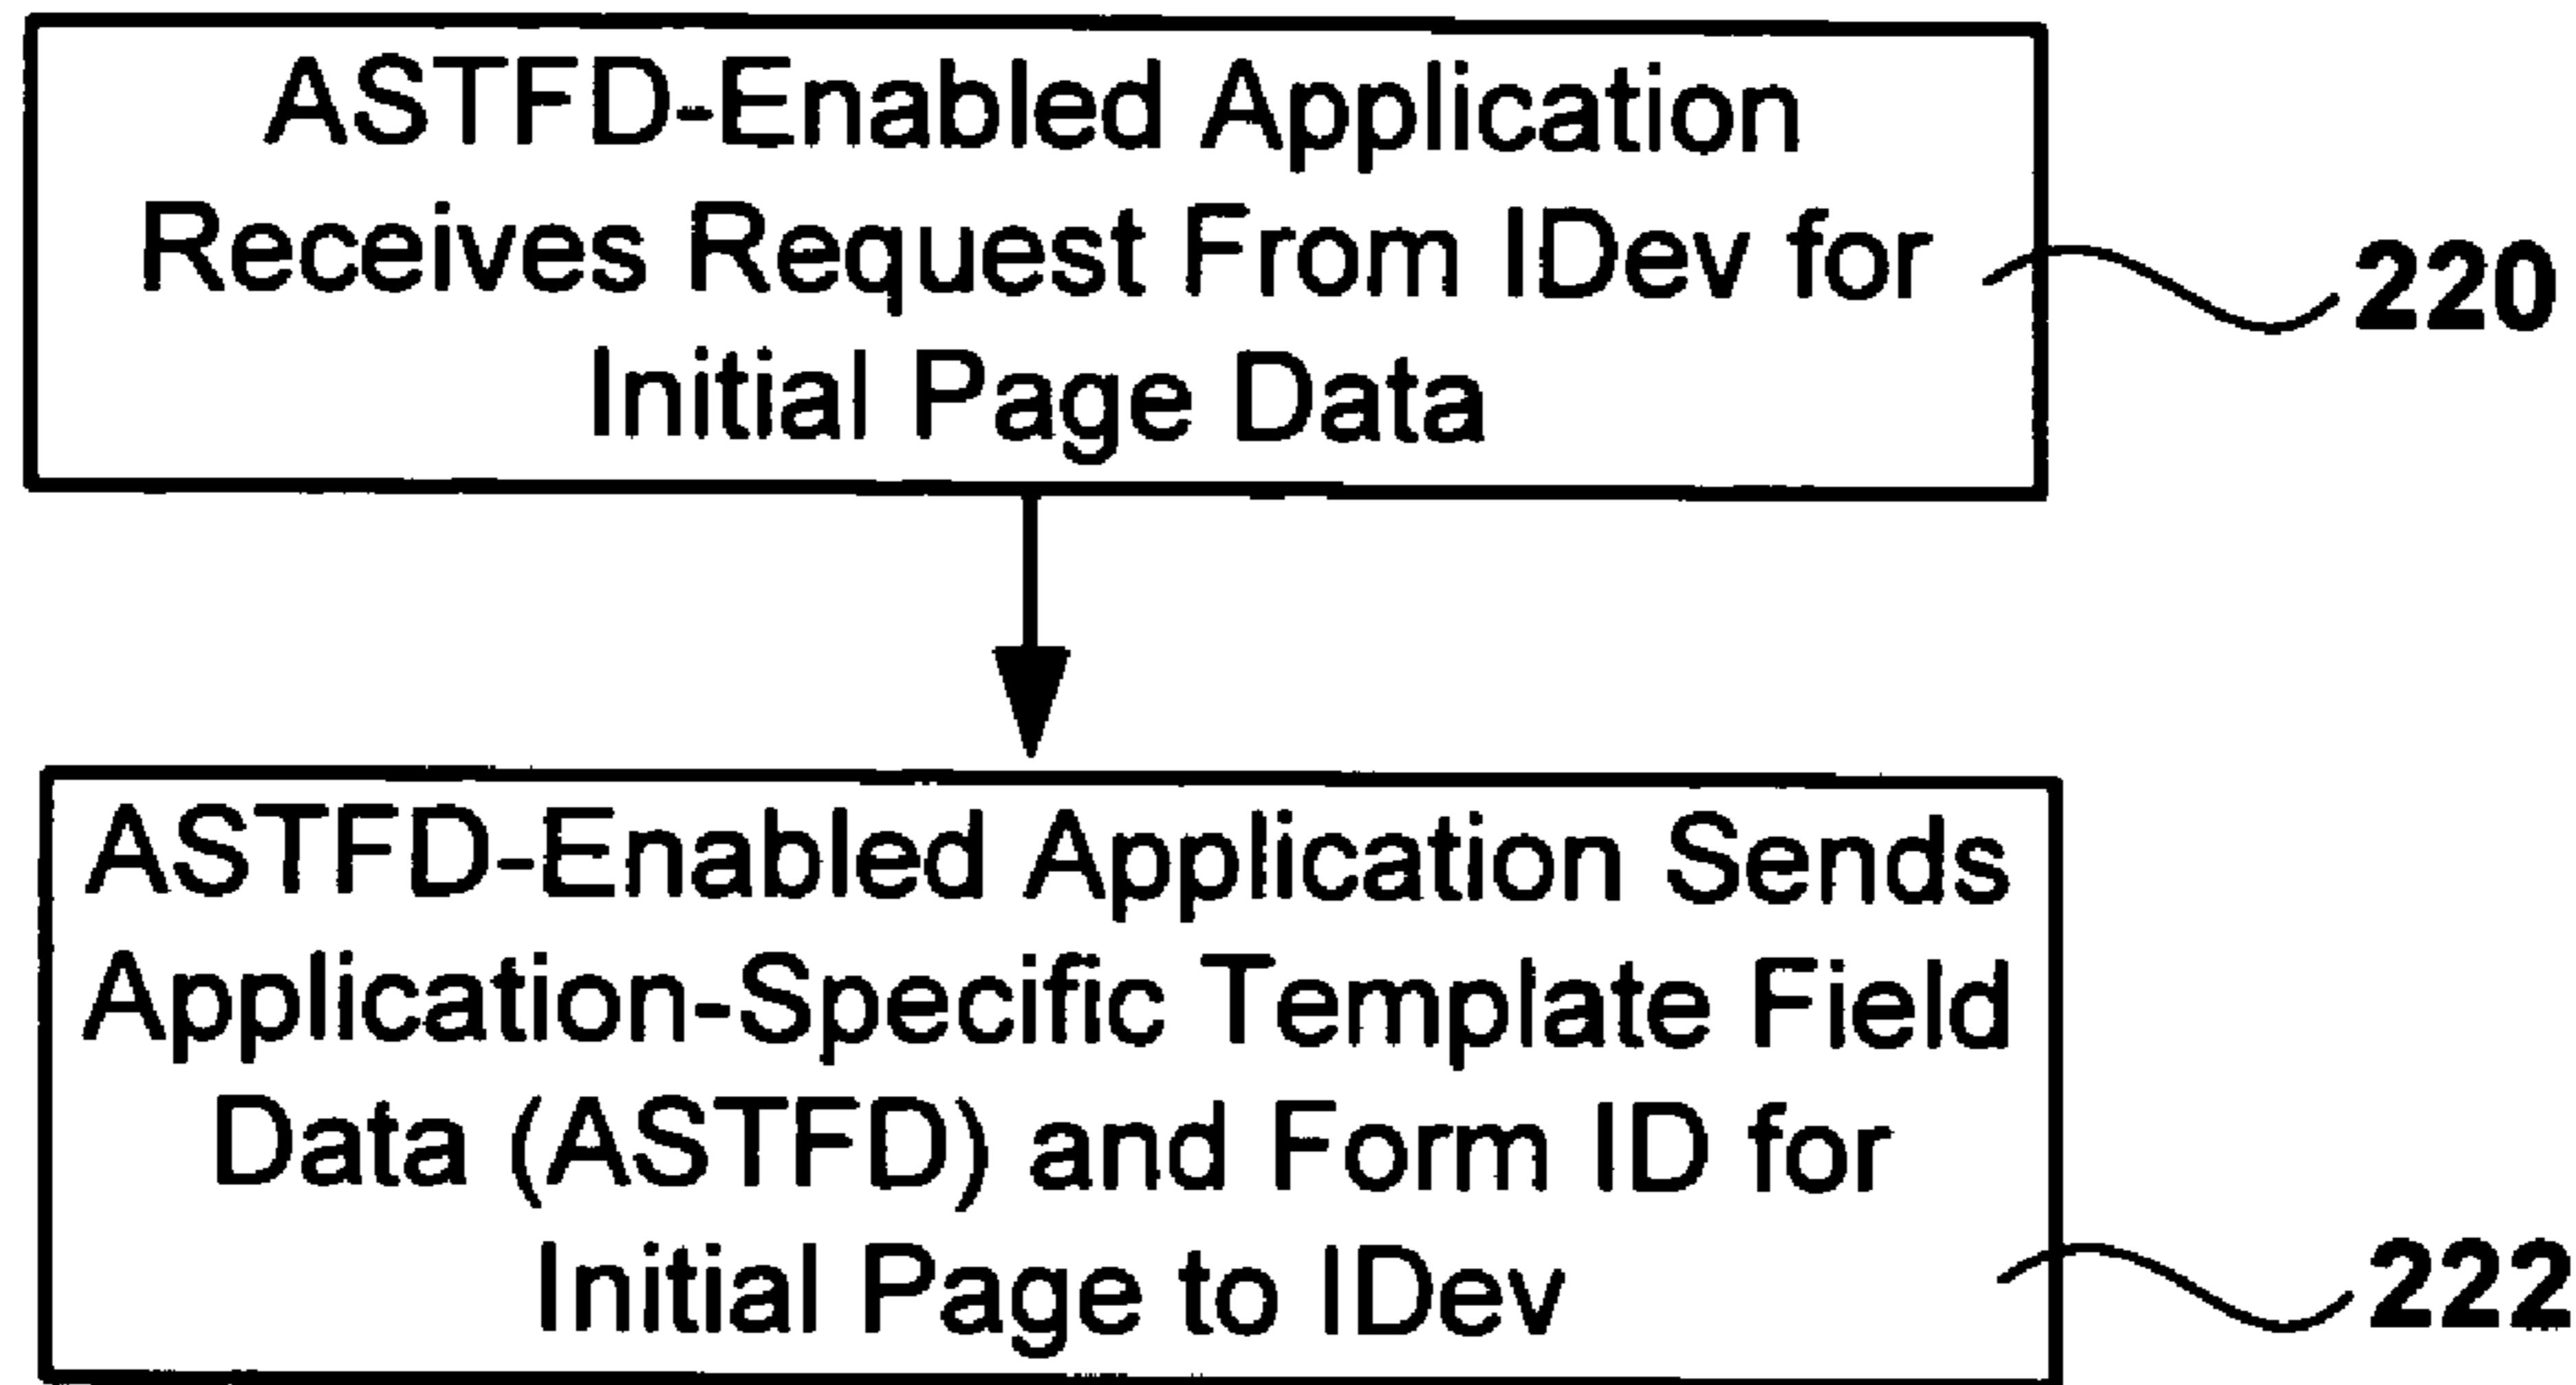 ASTFD-Enabled Application
Receives Request From IDev for
Initial Page Data
220
ASTFD-Enabled Application Sends
Application-Specific Template Field
Data (ASTFD) and Form ID for
Initial Page to IDev
222